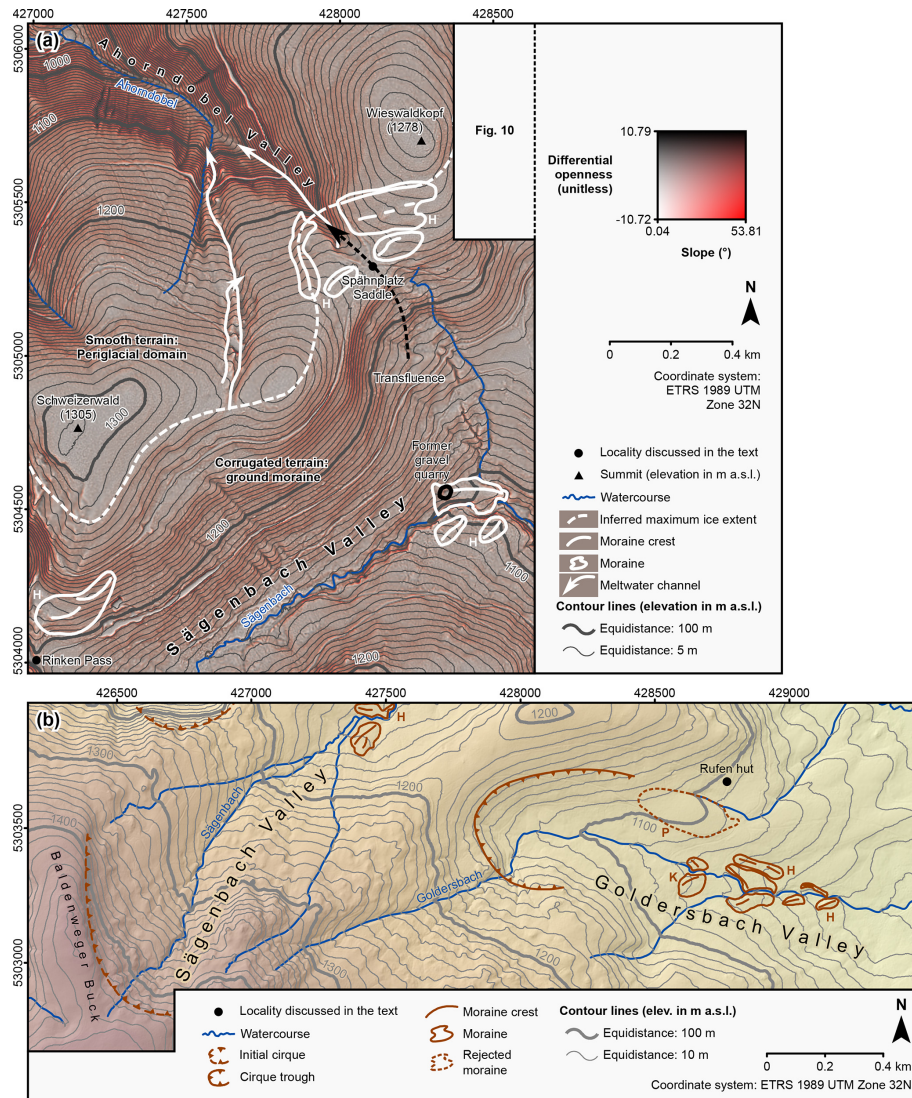 427000 427500 428000 428500
(a)
5306000
5305500
5305000
5304500
5304000
Ahorndobel Valley
Ahorndobel
1000
1100
1200
Wieswaldkopf
(1278)
H
Spähnplatz
Saddle
H
Smooth terrain:
Periglacial domain
Transfluence
Schweizerwald
(1305)
1300
Former
gravel
quarry
Corrugated terrain:
ground moraine
1200
Sägenbach Valley
Sägenbach
H
1100
H
Rinken Pass
1200
Fig. 10
10.79
Differential
openness
(unitless)
-10.72
0.04 53.81
Slope (°)
N
0 0.2 0.4 km
Coordinate system:
ETRS 1989 UTM
Zone 32N
Locality discussed in the text
Summit (elevation in m a.s.l.)
Watercourse
Inferred maximum ice extent
Moraine crest
Moraine
Meltwater channel
Contour lines (elevation in m a.s.l.)
Equidistance: 100 m
Equidistance: 5 m
426500 427000 427500 428000 428500 429000
(b)
5303500
5303000
1300
1400
H
1200
1200
Rufen hut
Sägenbach
Sägenbach Valley
1100
P
Baldenweger Buck
Goldersbach
K
H
H
Goldersbach Valley
1200
1300
Locality discussed in the text
Watercourse
Initial cirque
Cirque trough
Moraine crest
Moraine
Rejected
moraine
Contour lines (elev. in m a.s.l.)
Equidistance: 100 m
Equidistance: 10 m
N
0 0.2 0.4 km
Coordinate system: ETRS 1989 UTM Zone 32N